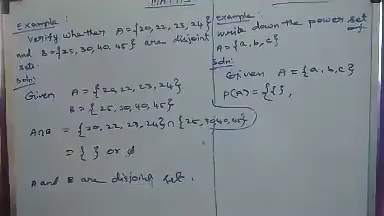 MATHS
Example:
Verify whether A = {20, 22, 23, 24}
and B = {25, 30, 40, 45} are disjoint
sets.
Soln:
Given A = {20, 22, 23, 24}
B = {25, 30, 40, 45}
A∩B = {20, 22, 23, 24} ∩ {25, 30, 40, 45}
= { } or ∅
A and B are disjoint set.
Example:
Write down the power set of
A = {a, b, c}
Soln:
Given A = {a, b, c}
P(A) = {{ },